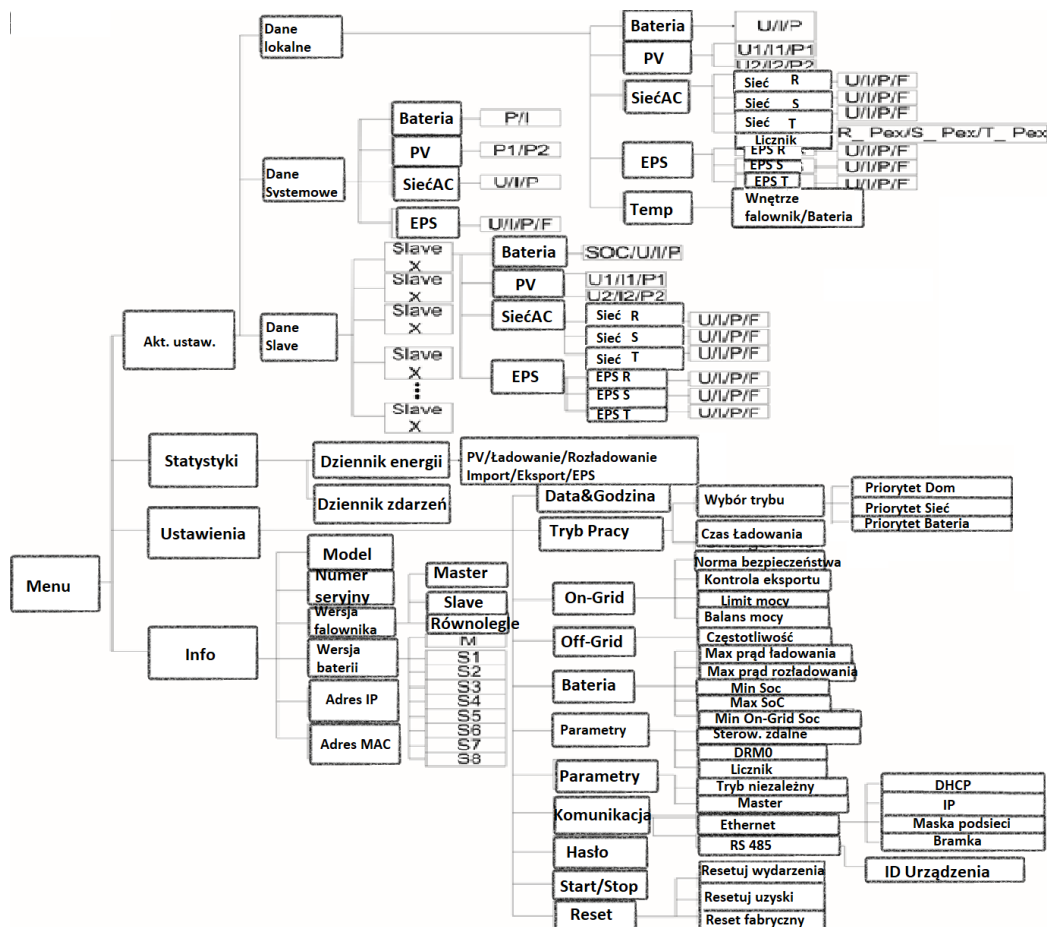 Dane
lokalne
Bateria
U/I/P
PV
U1/I1/P1
U2/I2/P2
SiećAC
Sieć R
U/I/P/F
Sieć S
U/I/P/F
Sieć T
U/I/P/F
Licznik
R_ Pex/S_ Pex/T_ Pex
EPS
EPS R
U/I/P/F
EPS S
U/I/P/F
EPS T
U/I/P/F
Temp
Wnętrze
falownik/Bateria
Dane
Systemowe
Bateria
P/I
PV
P1/P2
SiećAC
U/I/P
EPS
U/I/P/F
Akt. ustaw.
Dane
Slave
Slave
X
Slave
X
Slave
X
Slave
X
Slave
X
Bateria
SOC/U/I/P
PV
U1/I1/P1
U2/I2/P2
SiećAC
Sieć R
U/I/P/F
Sieć S
U/I/P/F
Sieć T
U/I/P/F
EPS
EPS R
U/I/P/F
EPS S
U/I/P/F
EPS T
U/I/P/F
Statystyki
Dziennik energii
PV/Ładowanie/Rozładowanie
Import/Eksport/EPS
Dziennik zdarzeń
Ustawienia
Menu
Info
Model
Numer
seryjny
Wersja
falownika
Wersja
baterii
Adres IP
Adres MAC
Master
Slave
Równolegle
M
S1
S2
S3
S4
S5
S6
S7
S8
Data&Godzina
Tryb Pracy
Wybór trybu
Priorytet Dom
Priorytet Sieć
Priorytet Bateria
Czas Ładowania
On-Grid
Norma bezpieczeństwa
Kontrola eksportu
Limit mocy
Balans mocy
Off-Grid
Częstotliwość
Bateria
Max prąd ładowania
Max prąd rozładowania
Min Soc
Max SoC
Min On-Grid Soc
Parametry
Sterow. zdalne
DRM0
Licznik
Parametry
Tryb niezależny
Master
Komunikacja
Ethernet
DHCP
IP
Maska podsieci
Bramka
RS 485
ID Urządzenia
Hasło
Start/Stop
Reset
Resetuj wydarzenia
Resetuj uzyski
Reset fabryczny